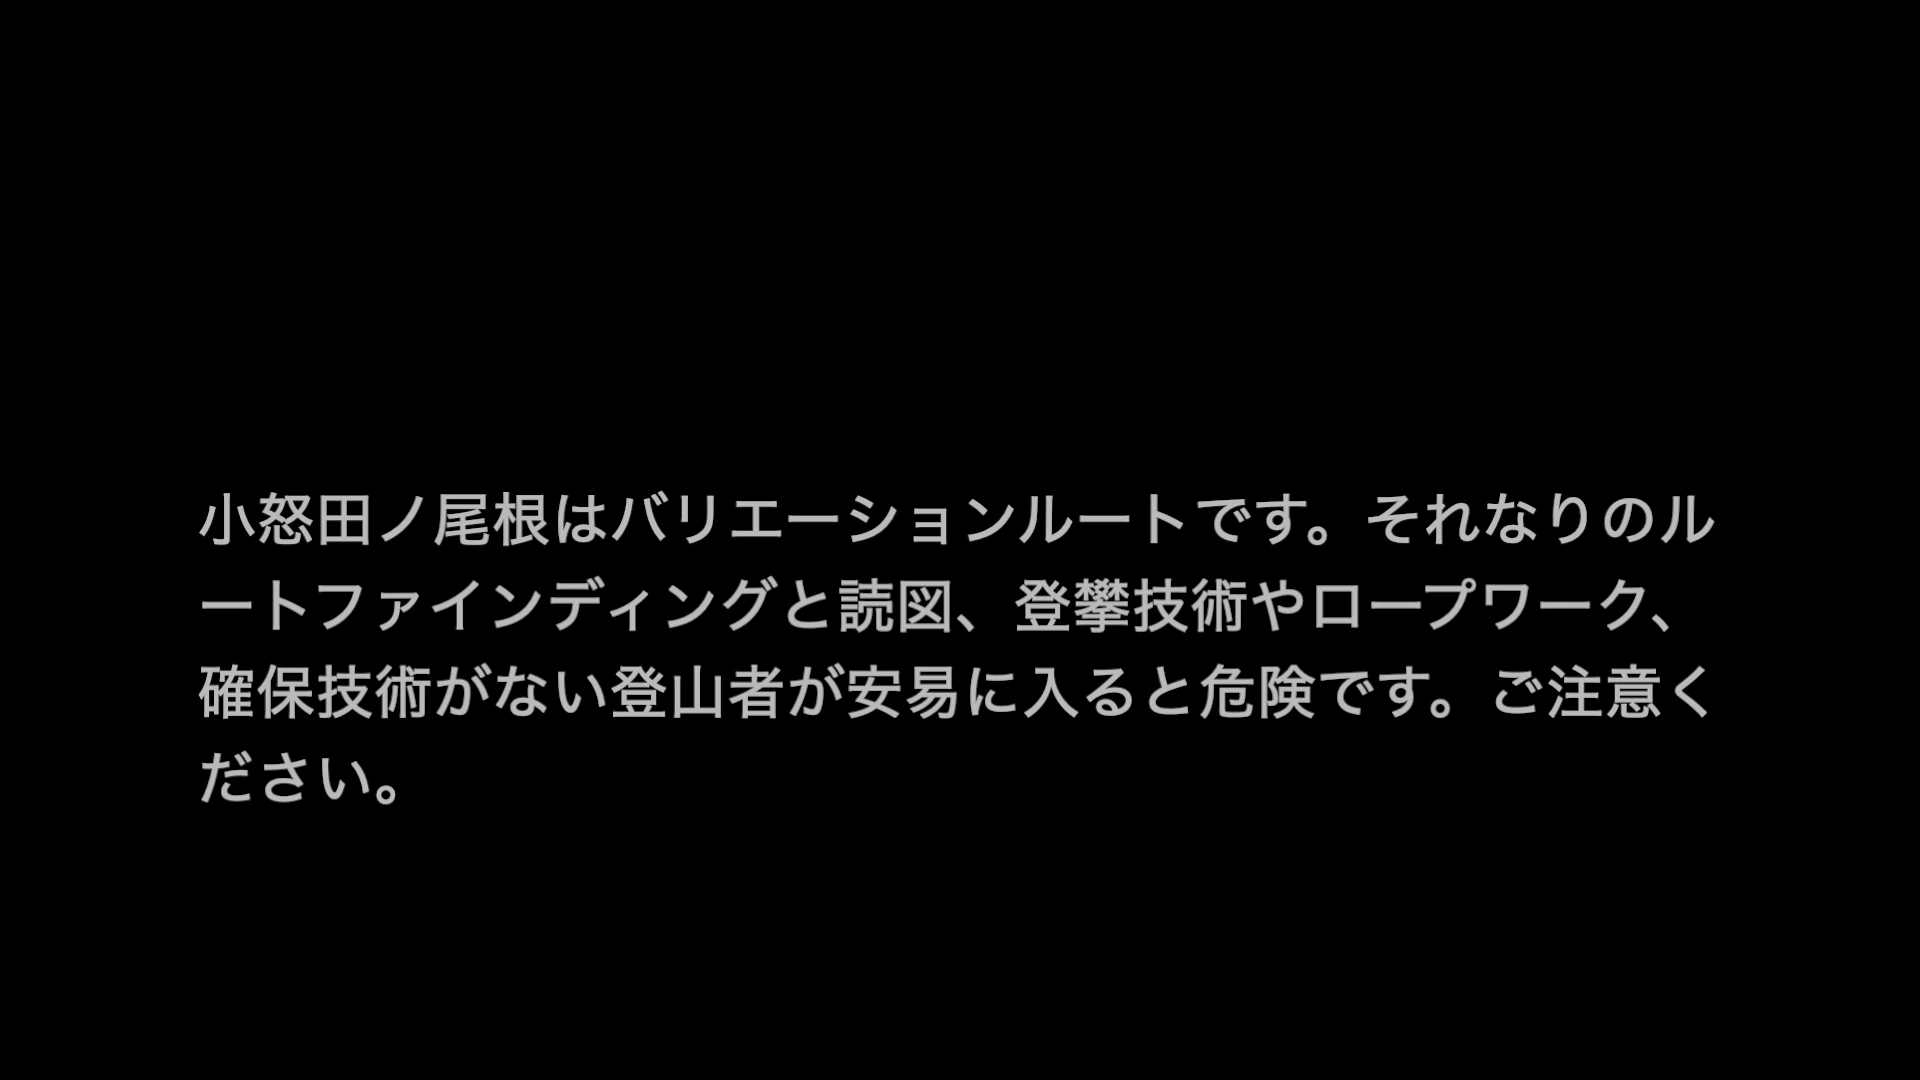 小怒田ノ尾根はバリエーションルートです。それなりのル
ートファインディングと読図、登攀技術やロープワーク、
確保技術がない登山者が安易に入ると危険です。ご注意く
ださい。